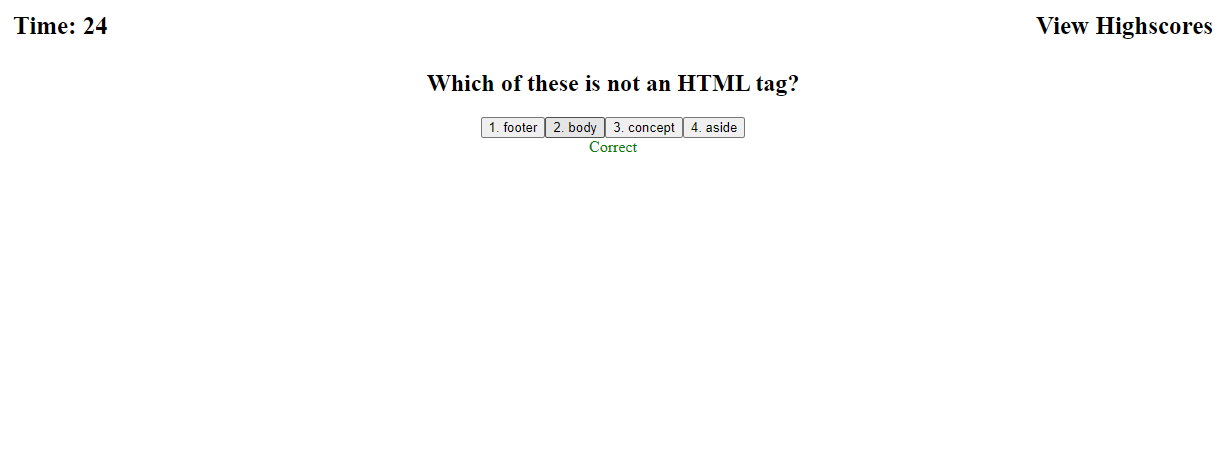 Time: 24 View Highscores
Which of these is not an HTML tag?
1. footer 2. body 3. concept 4. aside
Correct